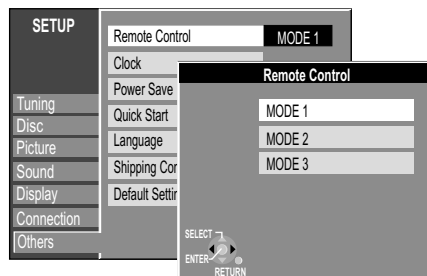 SETUP
Remote Control MODE 1
Clock
Power Save
Quick Start
Language
Shipping Con
Default Settin
Tuning
Disc
Picture
Sound
Display
Connection
Others
Remote Control
MODE 1
MODE 2
MODE 3
SELECT
ENTER
RETURN